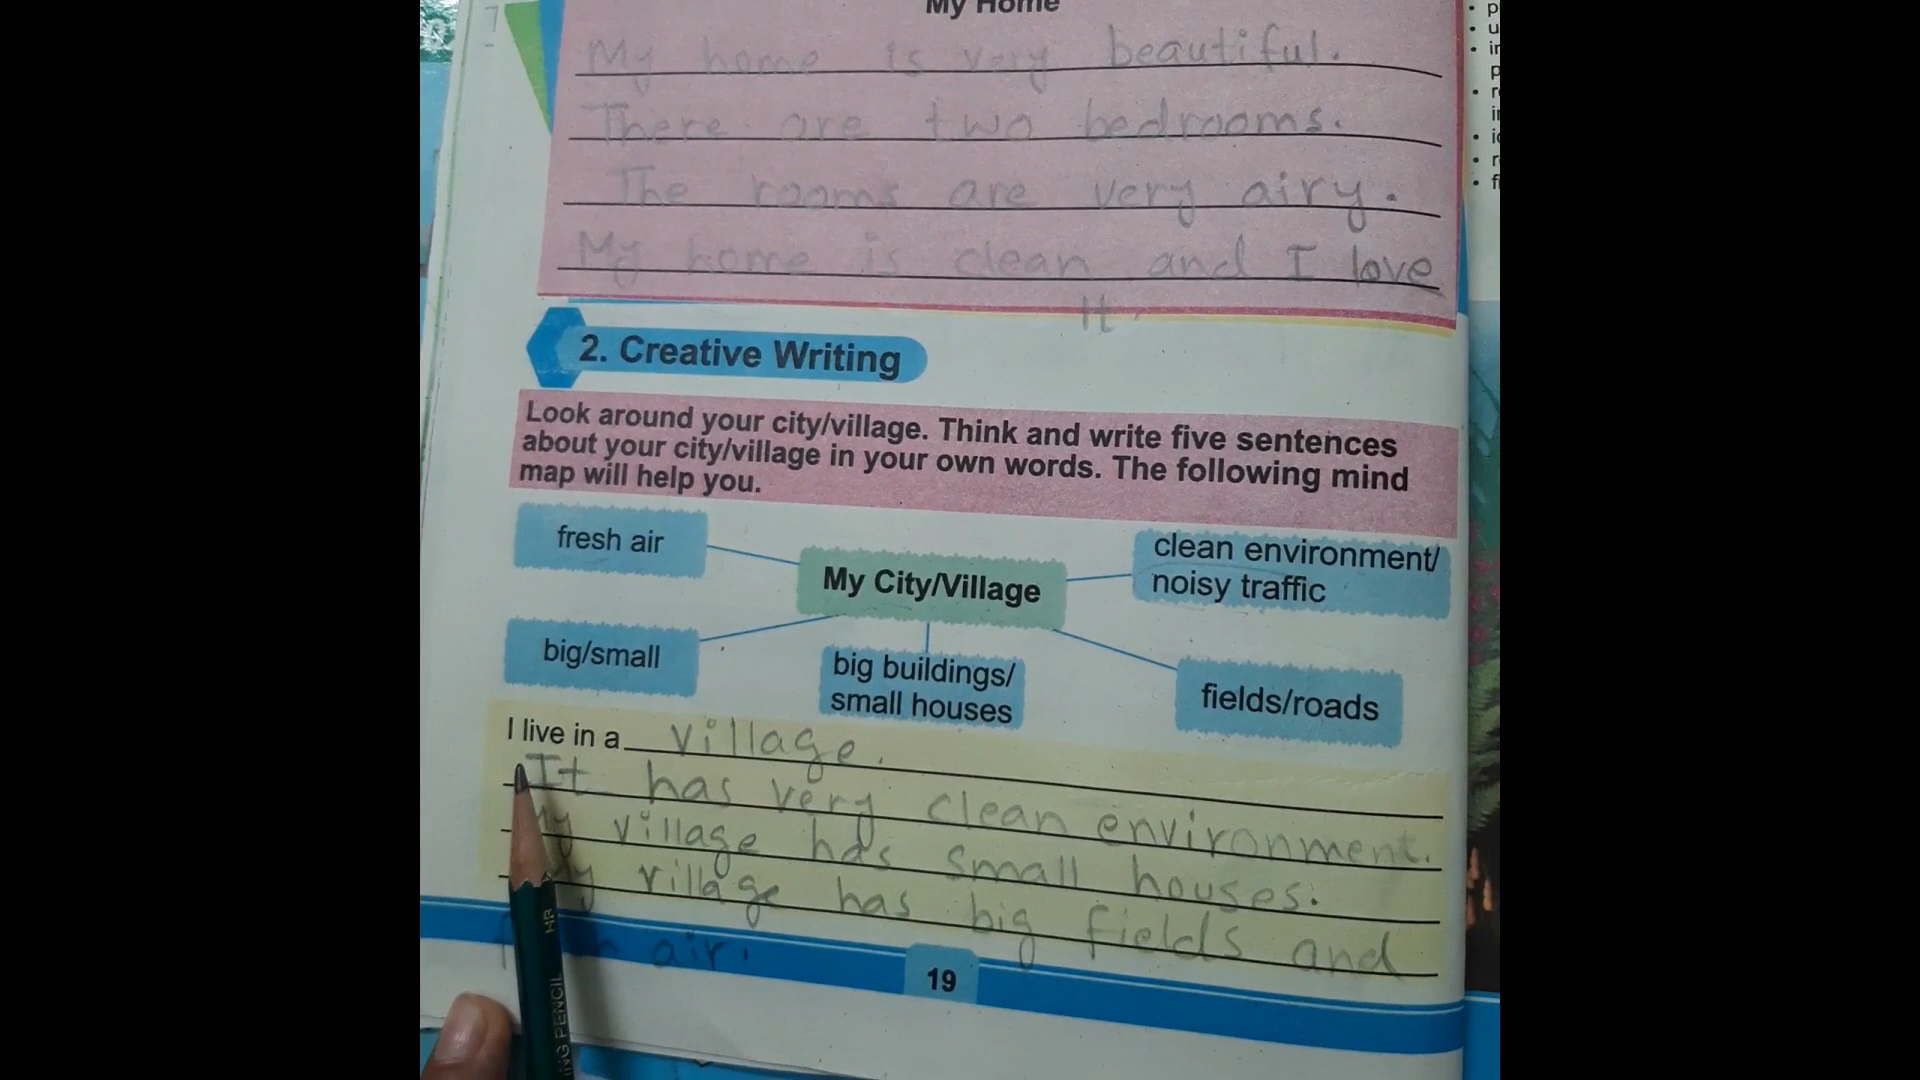 My Home
My home is very beautiful.
There are two bedrooms.
The rooms are very airy.
My home is clean and I love
It.
2. Creative Writing
Look around your city/village. Think and write five sentences
about your city/village in your own words. The following mind
map will help you.
fresh air
clean environment/
noisy traffic
My City/Village
big/small
big buildings/
small houses
fields/roads
I live in a village.
It has very clean environment.
My village has small houses.
village has big fields and
air.
19
HB
PENCIL